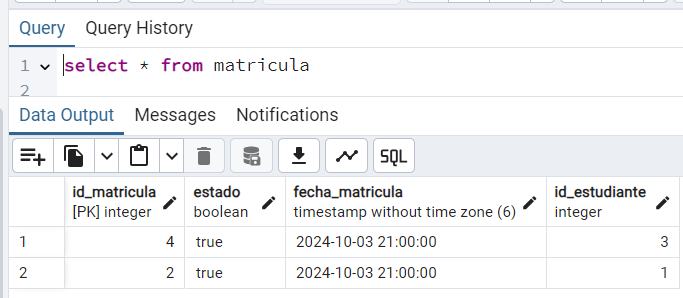 Query Query History
1 select * from matricula
2
Data Output Messages Notifications
SQL
id_matricula estado fecha_matricula id_estudiante
[PK] integer boolean timestamp without time zone (6) integer
1 4 true 2024-10-03 21:00:00 3
2 2 true 2024-10-03 21:00:00 1